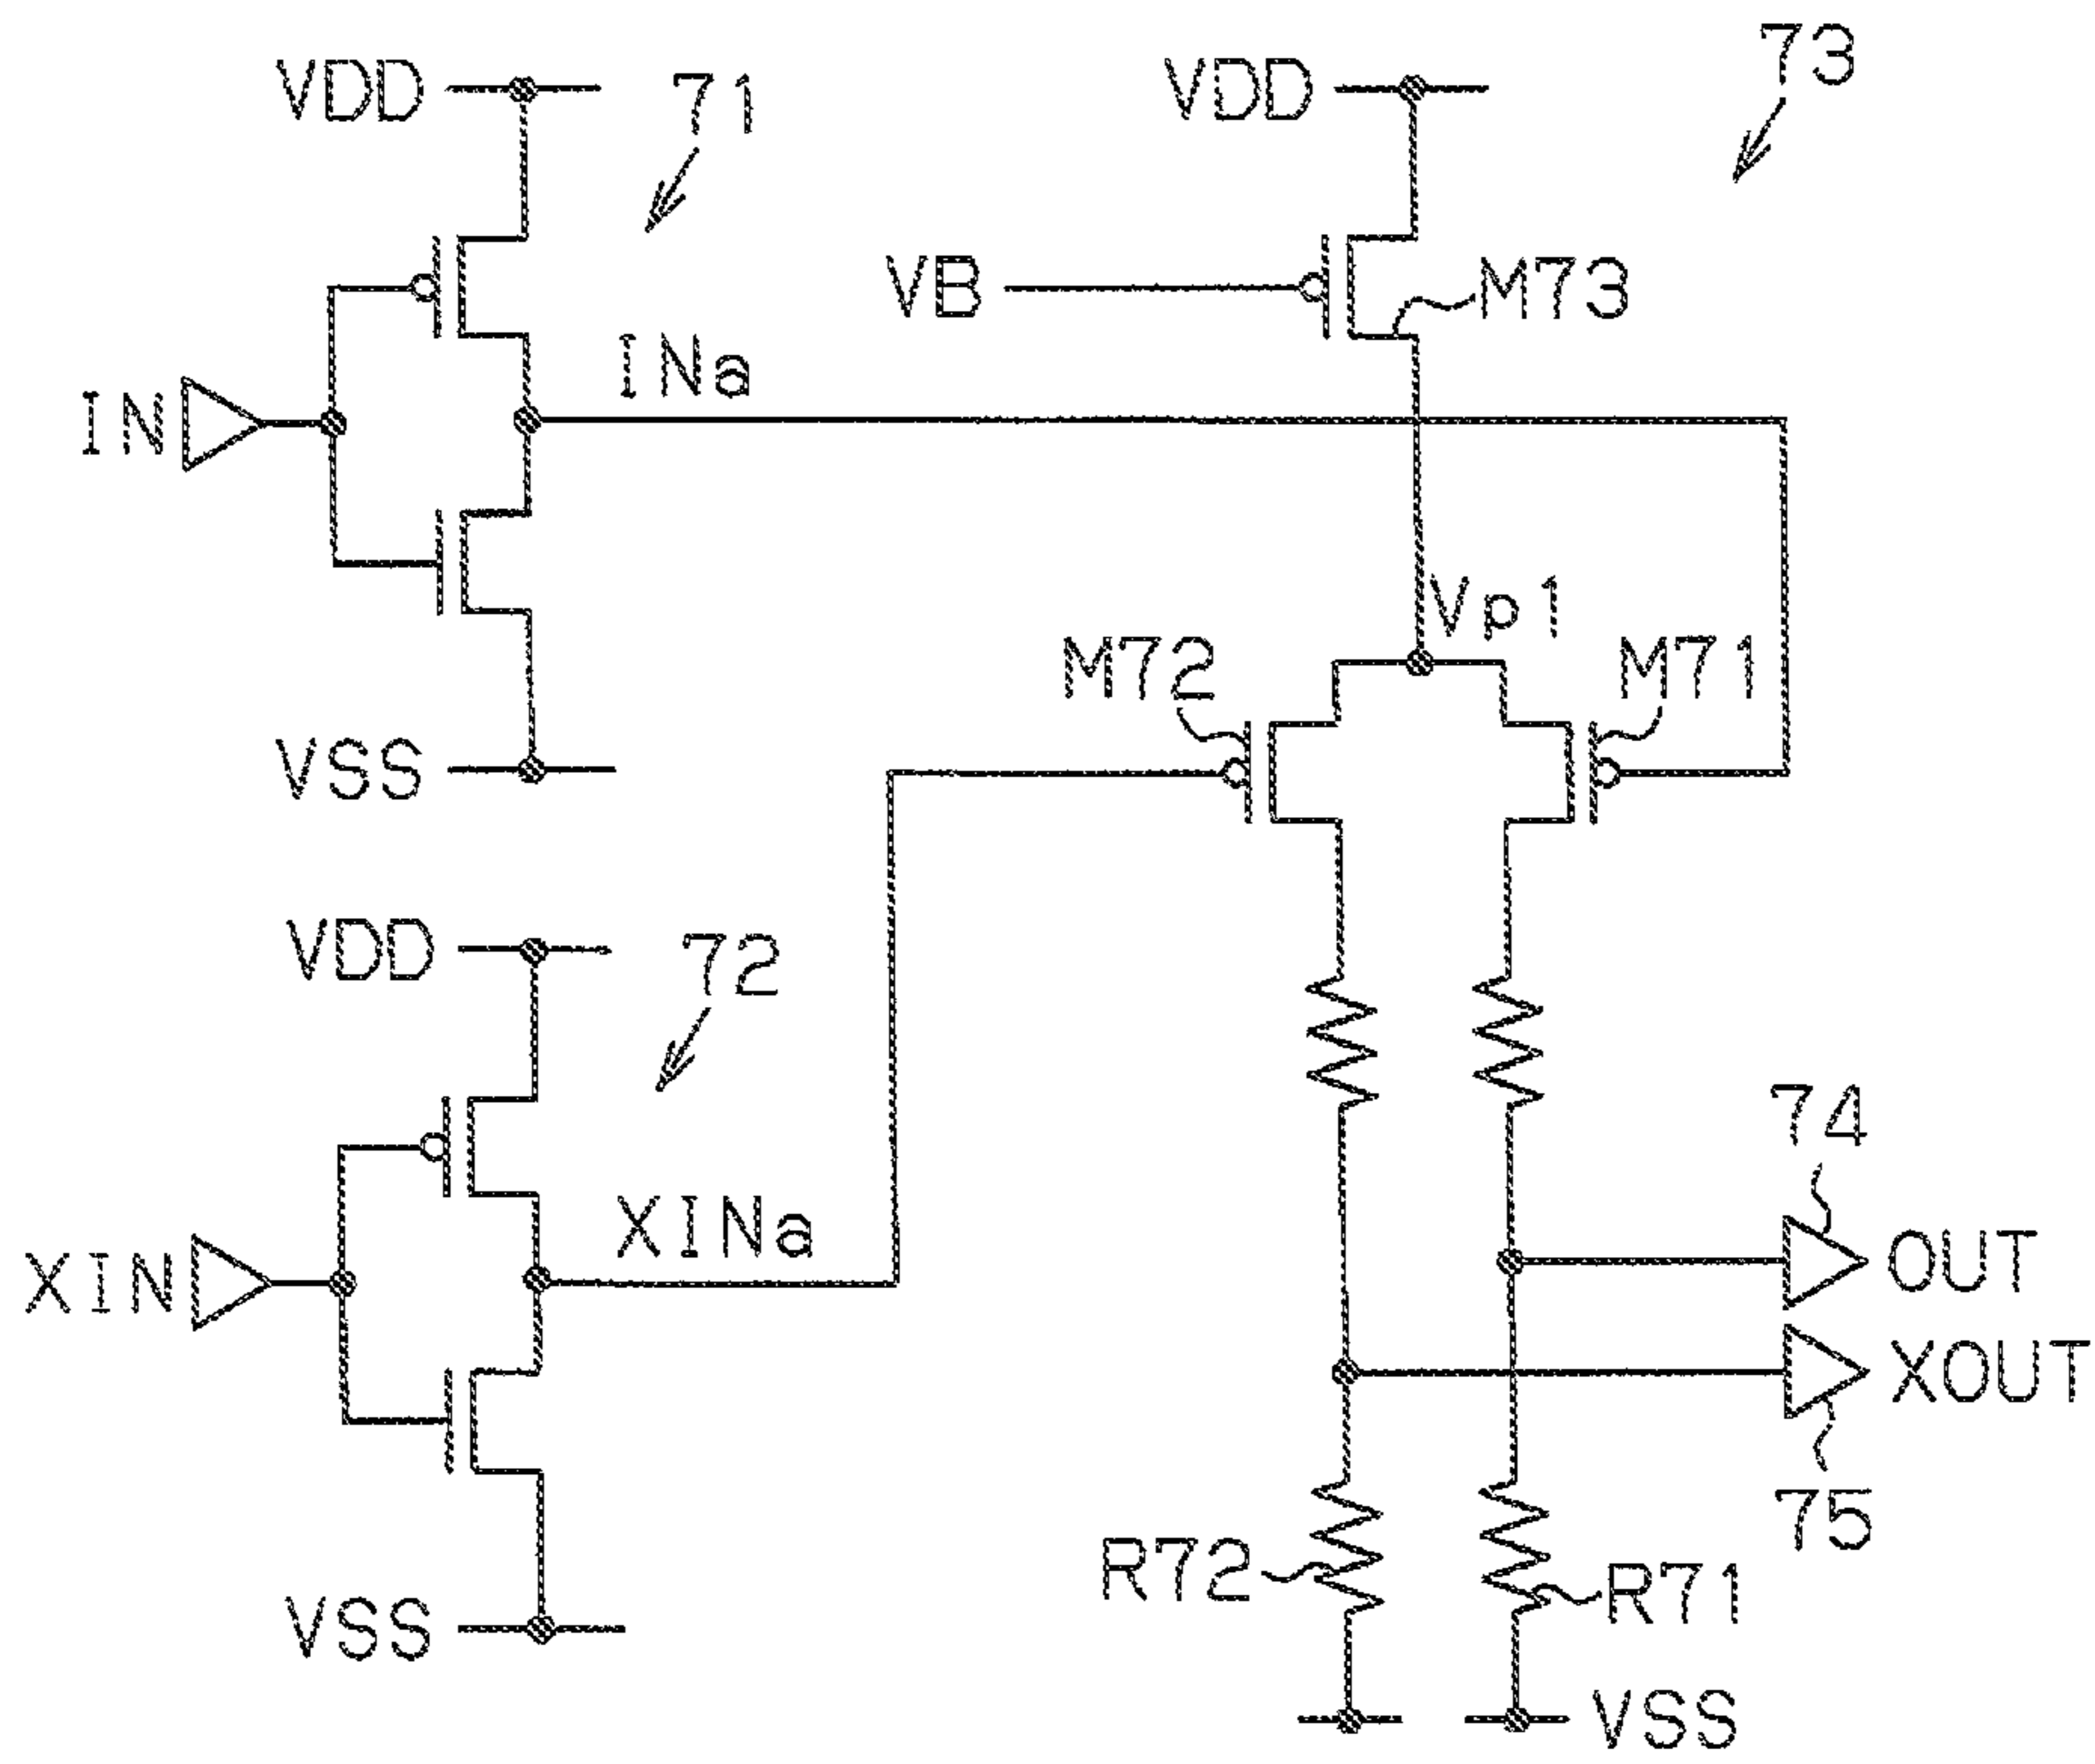 73
VDD
71
VDD
VB
M73
INa
IN
Vp1
M72
M71
VSS
VDD
72
74
XINa
XIN
OUT
XOUT
75
R72
R71
VSS
VSS